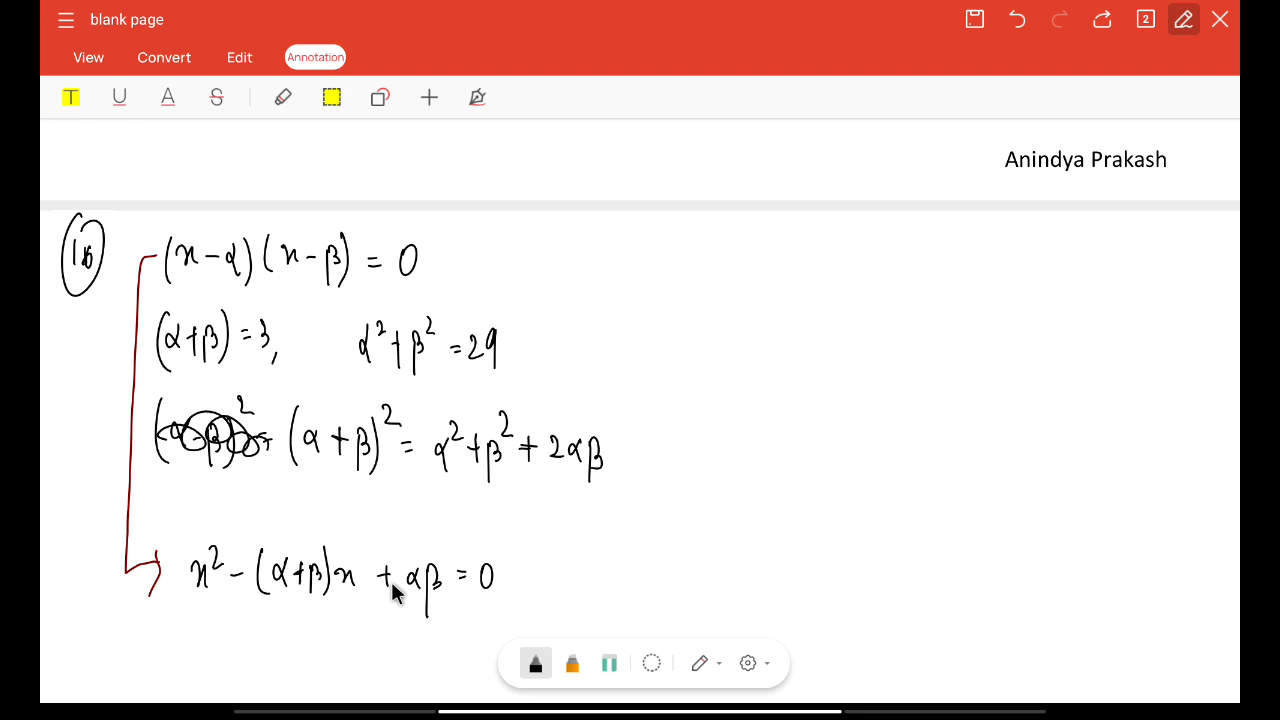 blank page
2
View Convert Edit Annotation
T U A S
Anindya Prakash
(x-α)(x-β) = 0
(α+β) = 3, α²+β² = 29
(α+β)² = α²+β²+2αβ
x²-(α+β)x +αβ = 0